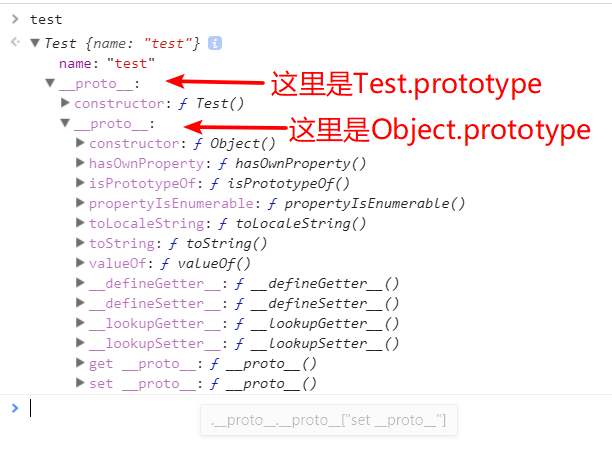 test
Test {name: "test"} i
name: "test"
__proto__: 这里是Test.prototype
constructor: ƒ Test()
__proto__: 这里是Object.prototype
constructor: ƒ Object()
hasOwnProperty: ƒ hasOwnProperty()
isPrototypeOf: ƒ isPrototypeOf()
propertyIsEnumerable: ƒ propertyIsEnumerable()
toLocaleString: ƒ toLocaleString()
toString: ƒ toString()
valueOf: ƒ valueOf()
__defineGetter__: ƒ __defineGetter__()
__defineSetter__: ƒ __defineSetter__()
__lookupGetter__: ƒ __lookupGetter__()
__lookupSetter__: ƒ __lookupSetter__()
get __proto__: ƒ __proto__()
set __proto__: ƒ __proto__()
.__proto__.__proto__["set __proto__"]